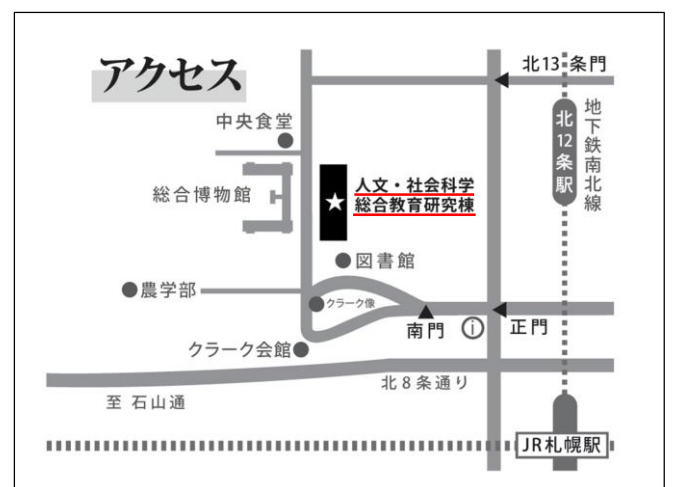 アクセス
北13条門
中央食堂
北12条駅
地下鉄南北線
総合博物館
人文・社会科学
総合教育研究棟
図書館
農学部
クラーク像
南門
i
正門
クラーク会館
北8条通り
至 石山通
JR札幌駅